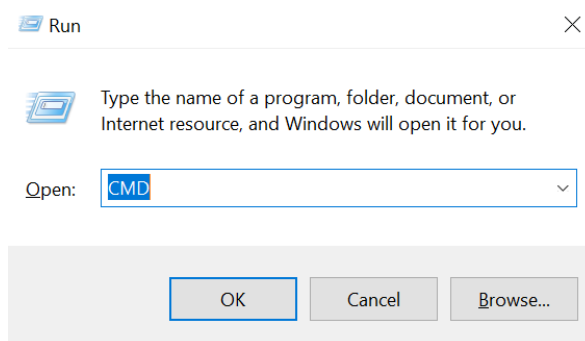 Run
Type the name of a program, folder, document, or
Internet resource, and Windows will open it for you.
Open: CMD
OK Cancel Browse...